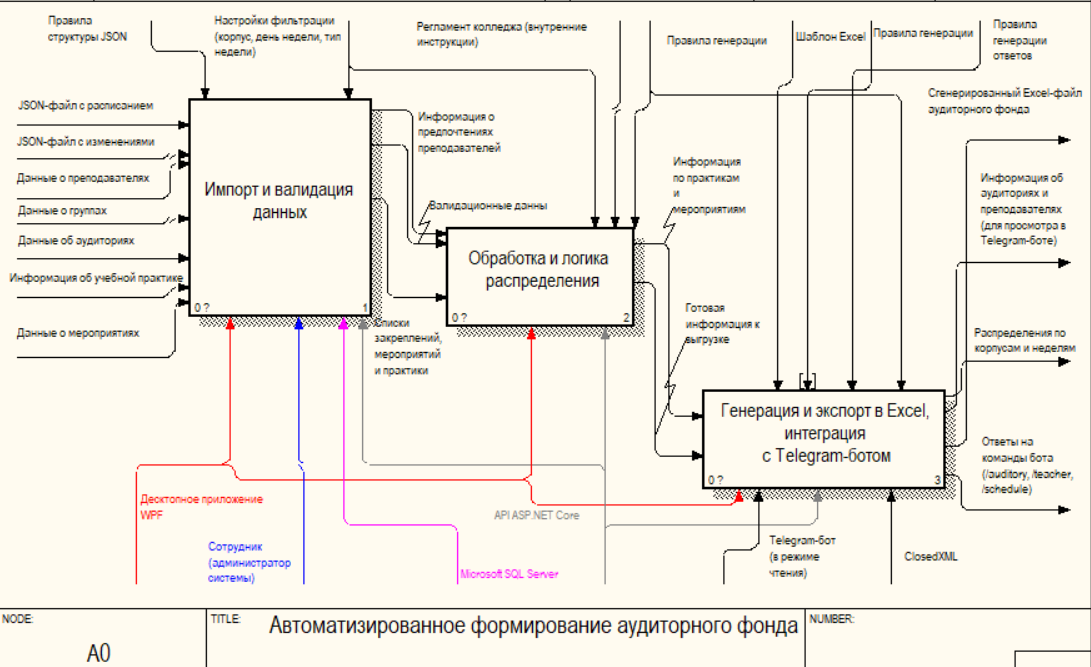 Правила
структуры JSON
Настройки фильтрации
(корпус, день недели, тип
недели)
Регламент колледжа (внутренние
инструкции)
Правила генерации
Шаблон Excel
Правила генерации
Правила
генерации
ответов
JSON-файл с расписанием
JSON-файл с изменениями
Данные о преподавателях
Данные о группах
Данные об аудиториях
Информация об учебной практике
Данные о мероприятиях
Импорт и валидация
данных
0 ?
1
Информация о
предпочтениях
преподавателей
Валидационные данны
Списки
закреплений,
мероприятий
и практики
Обработка и логика
распределения
0 ?
2
Информация
по практикам
и
мероприятиям
Готовая
информация к
выгрузке
Генерация и экспорт в Excel,
интеграция
с Telegram-ботом
0 ?
3
Сгенерированный Excel-файл
аудиторного фонда
Информация об
аудиториях и
преподавателях
(для просмотра в
Telegram-боте)
Распределения по
корпусам и неделям
Ответы на
команды бота
(/auditory, /teacher,
/schedule)
Десктопное приложение
WPF
Сотрудник
(администратор
системы)
Microsoft SQL Server
API ASP.NET Core
Telegram-бот
(в режиме
чтения)
ClosedXML
NODE:
A0
TITLE:
Автоматизированное формирование аудиторного фонда
NUMBER: